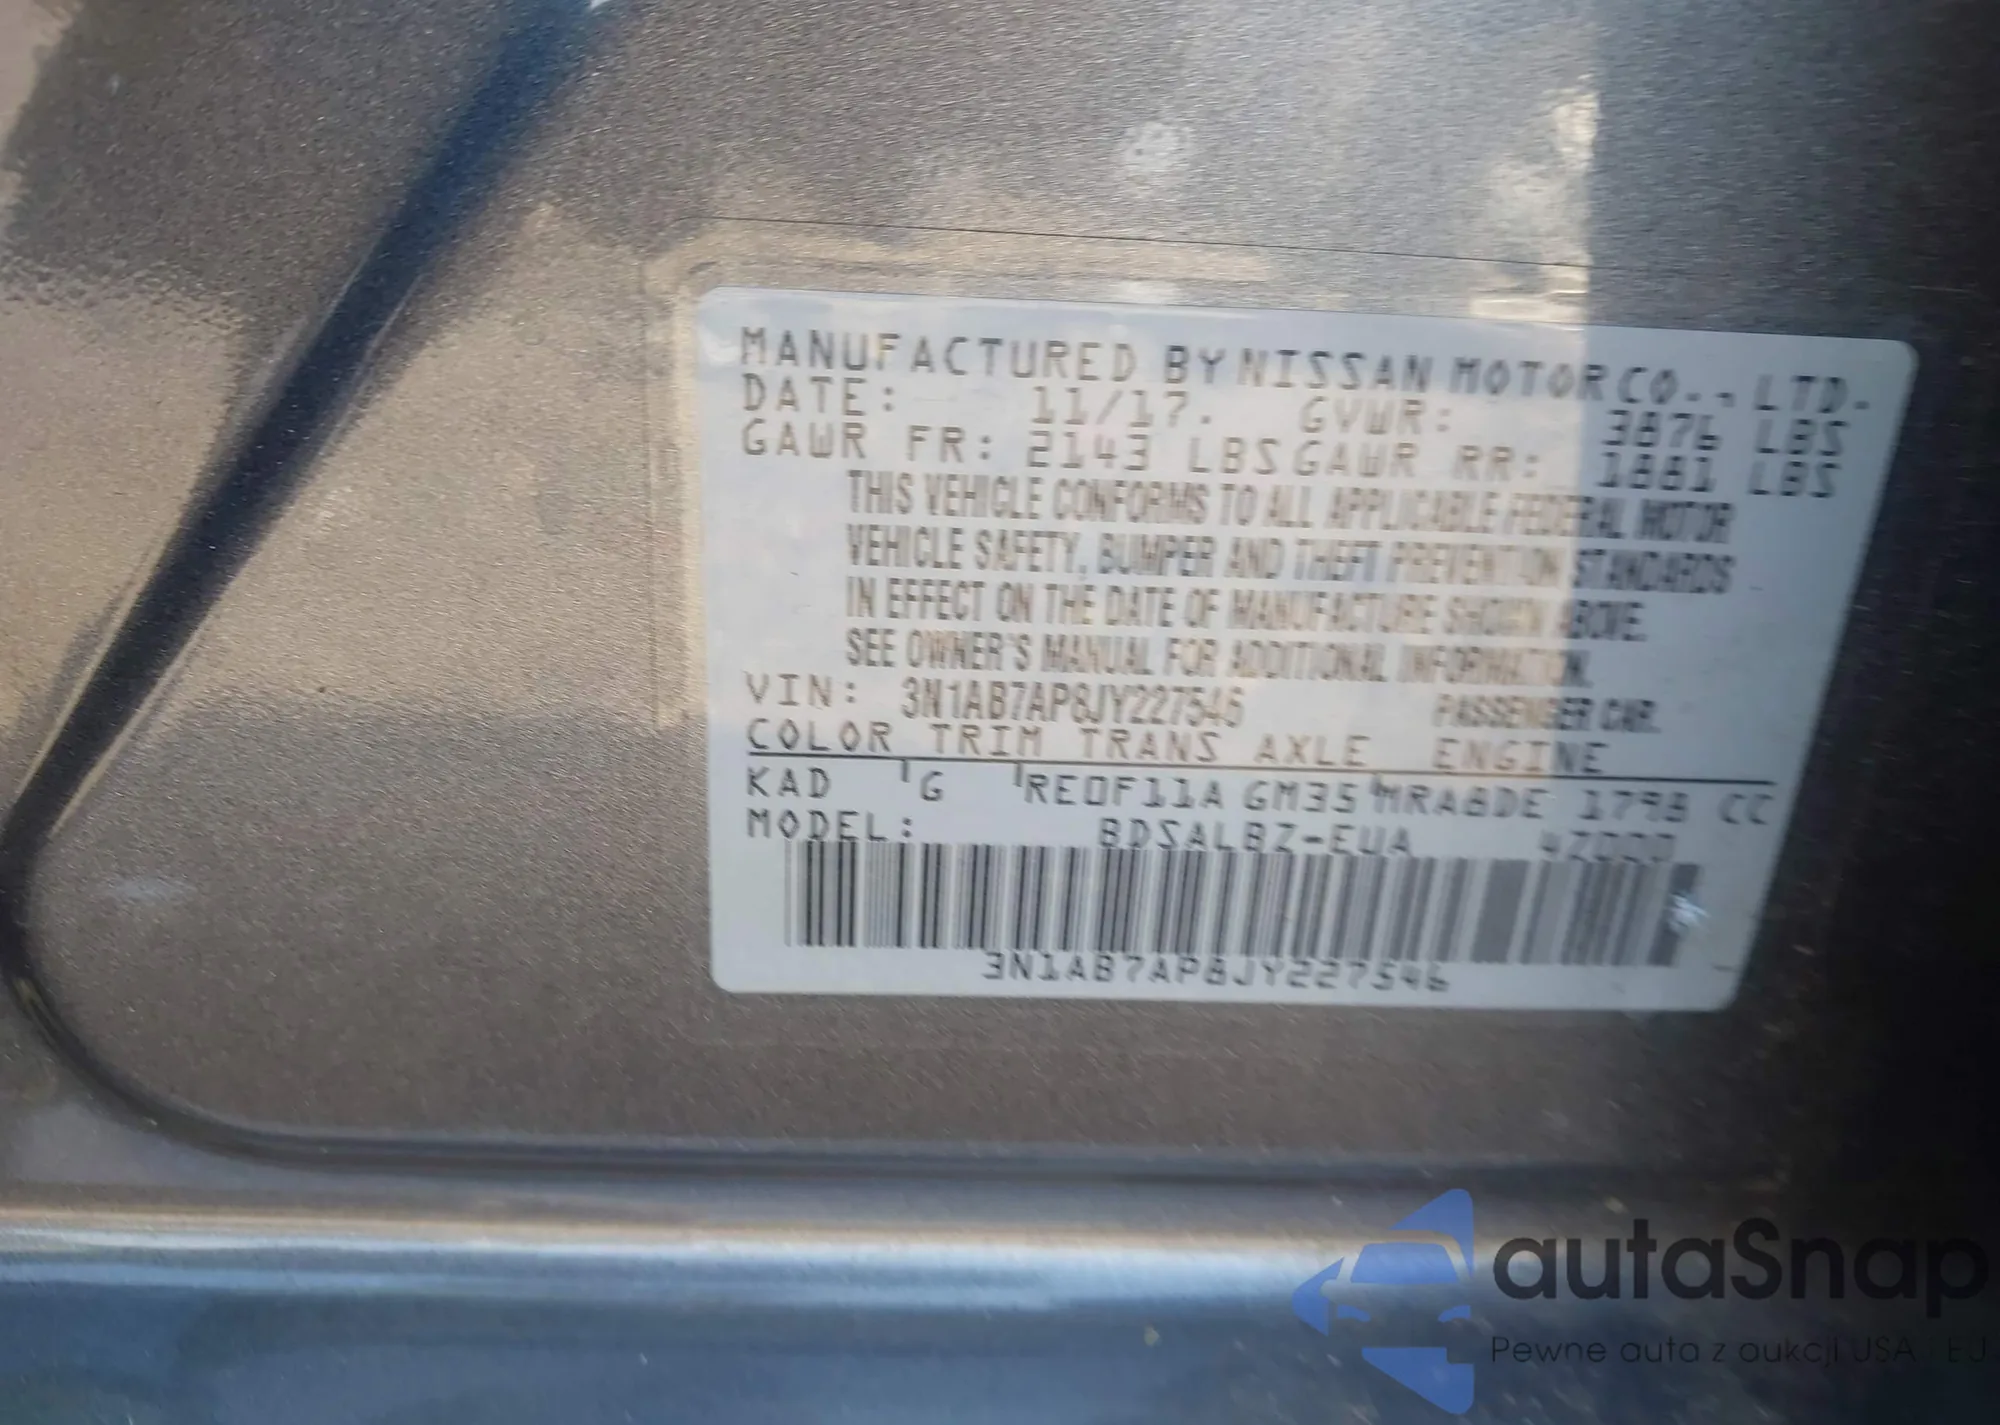 MANUFACTURED BY NISSAN MOTOR CO., LTD.
DATE: 11/17. GVWR: 3876 LBS
GAWR FR: 2143 LBS GAWR RR: 1881 LBS
THIS VEHICLE CONFORMS TO ALL APPLICABLE FEDERAL MOTOR
VEHICLE SAFETY, BUMPER AND THEFT PREVENTION STANDARDS
IN EFFECT ON THE DATE OF MANUFACTURE SHOWN ABOVE.
SEE OWNER'S MANUAL FOR ADDITIONAL INFORMATION.
VIN: 3N1AB7AP8JY227546 PASSENGER CAR.
COLOR TRIM TRANS AXLE ENGINE
KAD G RE0F11A GM35 MRA8DE 1798 CC
MODEL: BDSALBZ-EUA
3N1AB7AP8JY227546
autaSnap
Pewne auta z aukcji USA